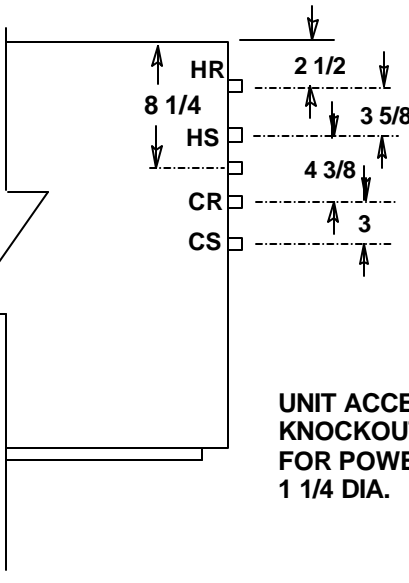 HR
2 1/2
8 1/4
3 5/8
HS
4 3/8
CR
3
CS
UNIT ACCE
KNOCKOU
FOR POWE
1 1/4 DIA.